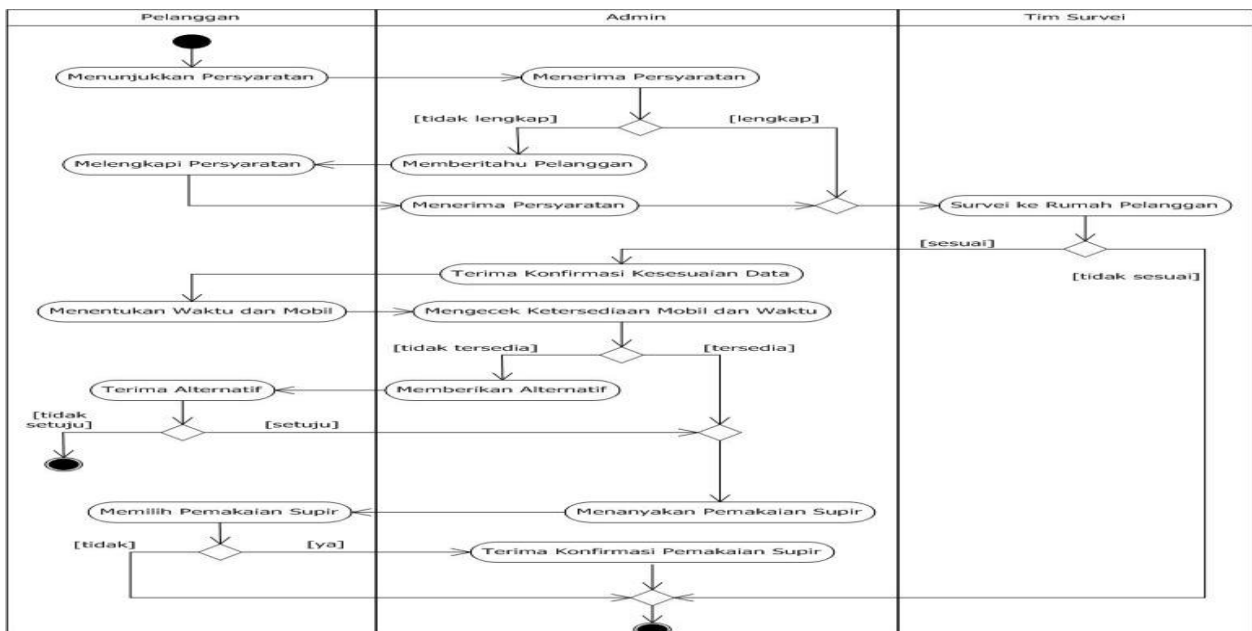 Pelanggan
Admin
Tim Survei
Menunjukkan Persyaratan
Menerima Persyaratan
[tidak lengkap]
[lengkap]
Melengkapi Persyaratan
Memberitahu Pelanggan
Menerima Persyaratan
Survei ke Rumah Pelanggan
[sesuai]
[tidak sesuai]
Terima Konfirmasi Kesesuaian Data
Menentukan Waktu dan Mobil
Mengecek Ketersediaan Mobil dan Waktu
[tidak tersedia]
[tersedia]
Terima Alternatif
Memberikan Alternatif
[tidak
setuju]
[setuju]
Memilih Pemakaian Supir
Menanyakan Pemakaian Supir
[tidak]
[ya]
Terima Konfirmasi Pemakaian Supir